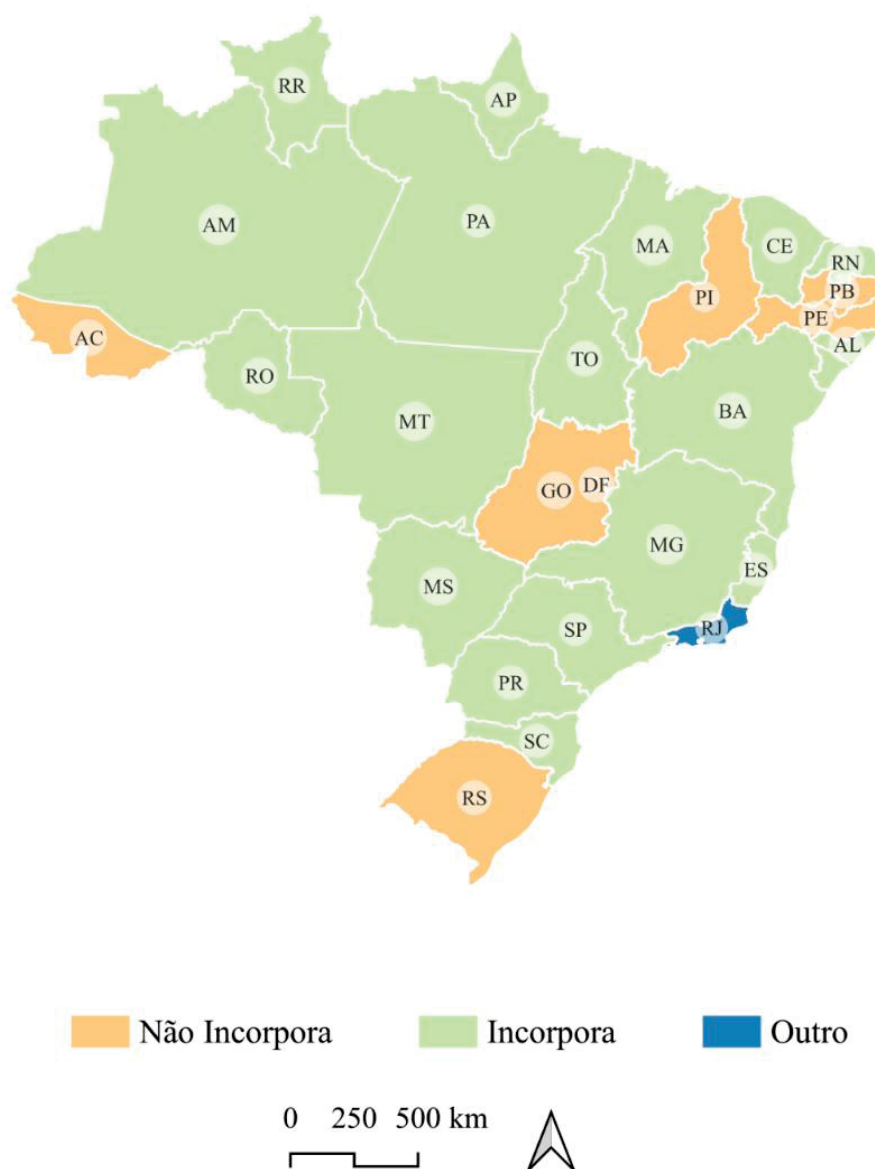 RR
AP
AM
PA
MA
CE
RN
PB
PI
PE
AC
AL
TO
RO
BA
MT
DF
GO
MG
ES
MS
SP
RJ
PR
SC
RS
Não Incorpora
Incorpora
Outro
0 250 500 km